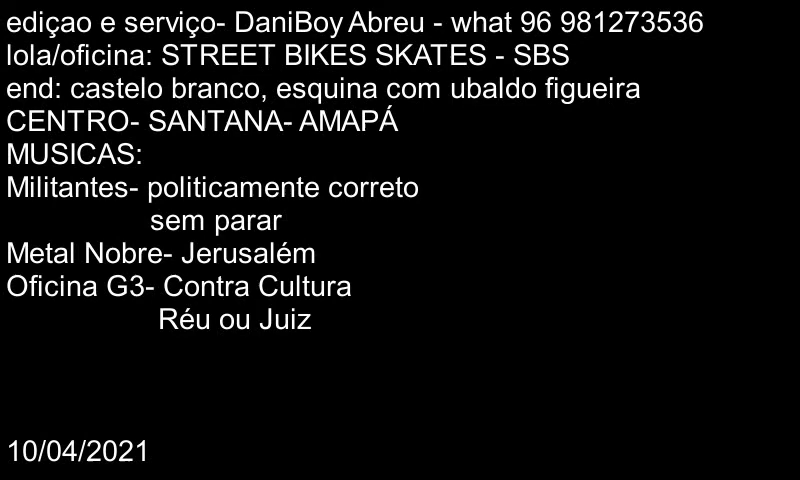 ediçao e serviço- DaniBoy Abreu - what 96 981273536
lola/oficina: STREET BIKES SKATES - SBS
end: castelo branco, esquina com ubaldo figueira
CENTRO- SANTANA- AMAPÁ
MUSICAS:
Militantes- politicamente correto
sem parar
Metal Nobre- Jerusalém
Oficina G3- Contra Cultura
Réu ou Juiz
10/04/2021